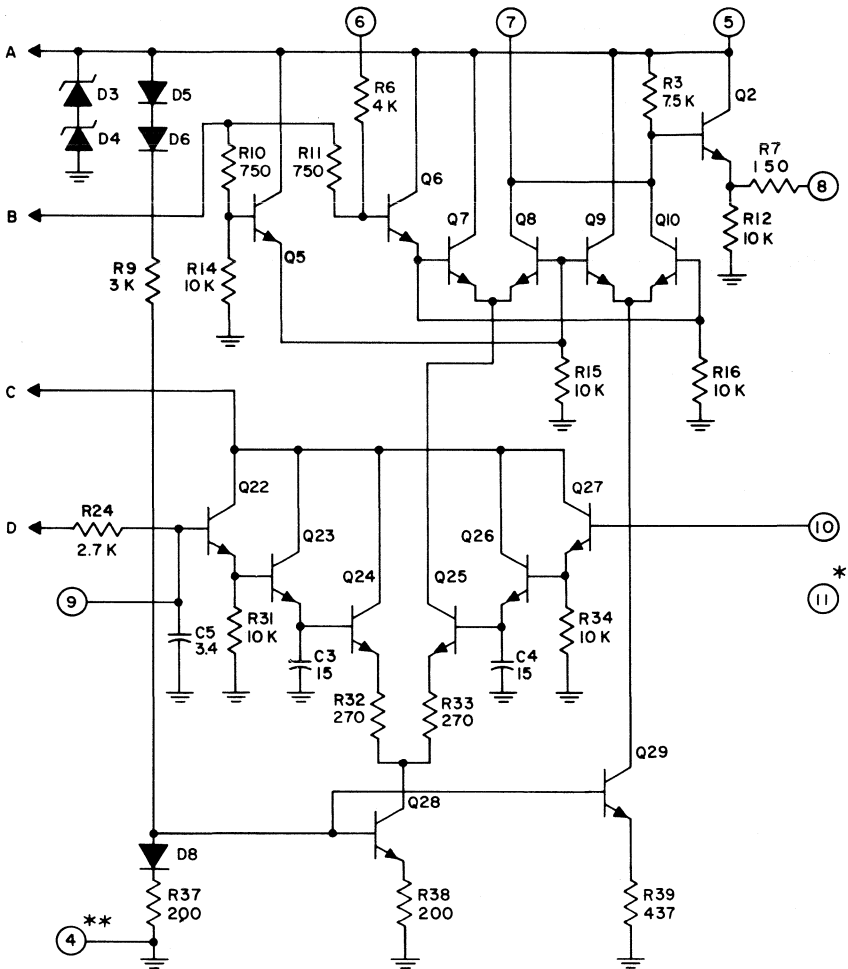 6
7
5
A
D3
D5
R6
4 K
R3
7.5 K
Q2
D4
D6
R10
750
R11
750
Q6
R7
150
8
B
Q7
Q8
Q9
Q10
R12
10 K
Q5
R9
3 K
R14
10 K
R15
10 K
R16
10 K
C
Q22
Q27
D
R24
2.7 K
Q23
Q26
10
Q24
Q25
*
11
9
C5
3.4
R31
10 K
R34
10 K
C3
15
C4
15
R32
270
R33
270
Q29
Q28
D8
R37
200
R38
200
R39
437
4
**